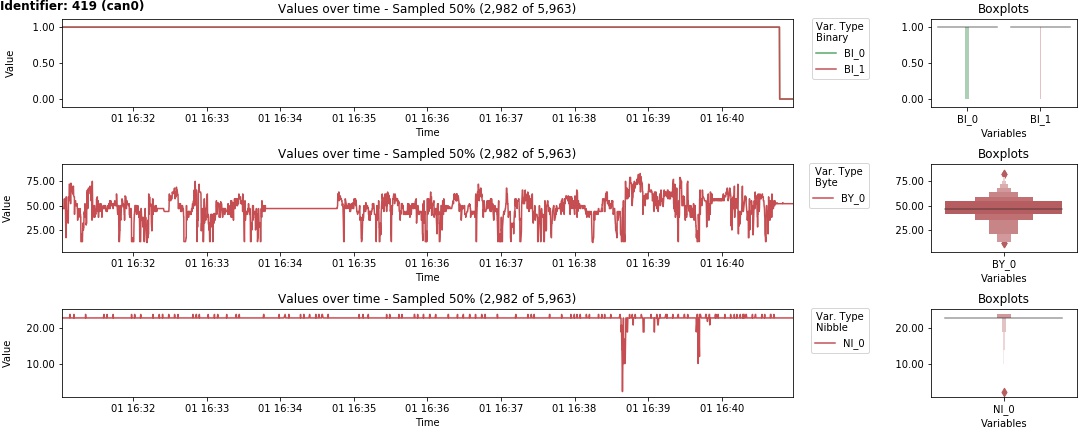 Identifier: 419 (can0)
Values over time - Sampled 50% (2,982 of 5,963)
Value
1.00
0.50
0.00
01 16:32 01 16:33 01 16:34 01 16:35 01 16:36 01 16:37 01 16:38 01 16:39 01 16:40
Time
Var. Type
Binary
BI_0
BI_1
Boxplots
1.00
0.50
0.00
BI_0 BI_1
Variables
Values over time - Sampled 50% (2,982 of 5,963)
Value
75.00
50.00
25.00
01 16:32 01 16:33 01 16:34 01 16:35 01 16:36 01 16:37 01 16:38 01 16:39 01 16:40
Time
Var. Type
Byte
BY_0
Boxplots
75.00
50.00
25.00
BY_0
Variables
Values over time - Sampled 50% (2,982 of 5,963)
Value
20.00
10.00
01 16:32 01 16:33 01 16:34 01 16:35 01 16:36 01 16:37 01 16:38 01 16:39 01 16:40
Time
Var. Type
Nibble
NI_0
Boxplots
20.00
10.00
NI_0
Variables